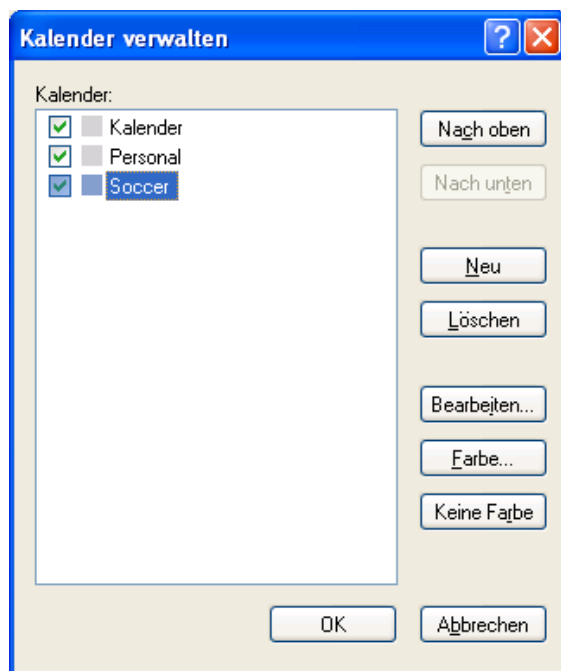 Kalender verwalten
Kalender:
Kalender
Personal
Soccer
Nach oben
Nach unten
Neu
Löschen
Bearbeiten...
Farbe...
Keine Farbe
OK
Abbrechen